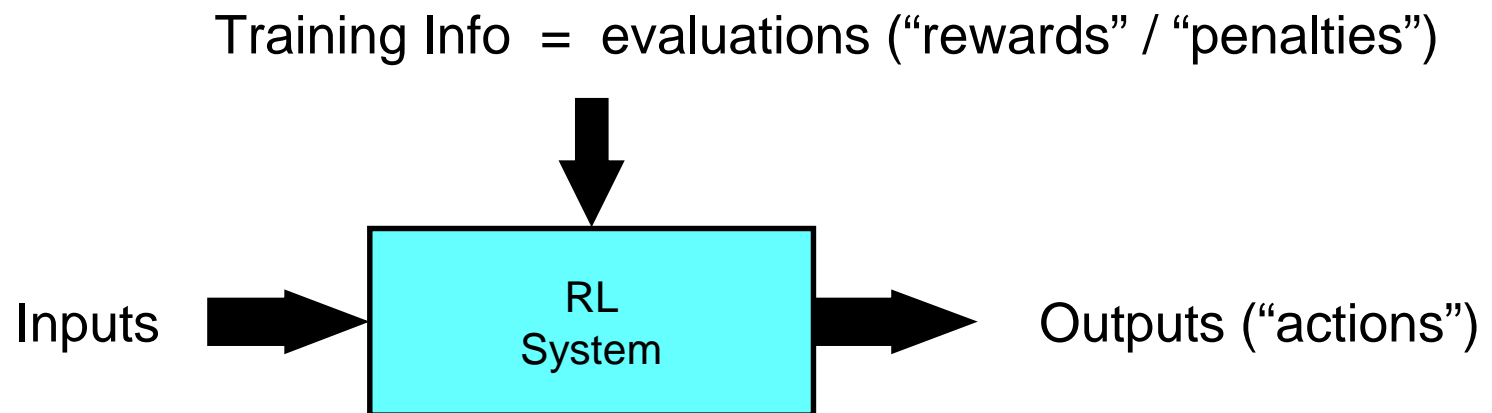 Training Info = evaluations (“rewards” / “penalties”)
RL
System
Inputs
Outputs (“actions”)